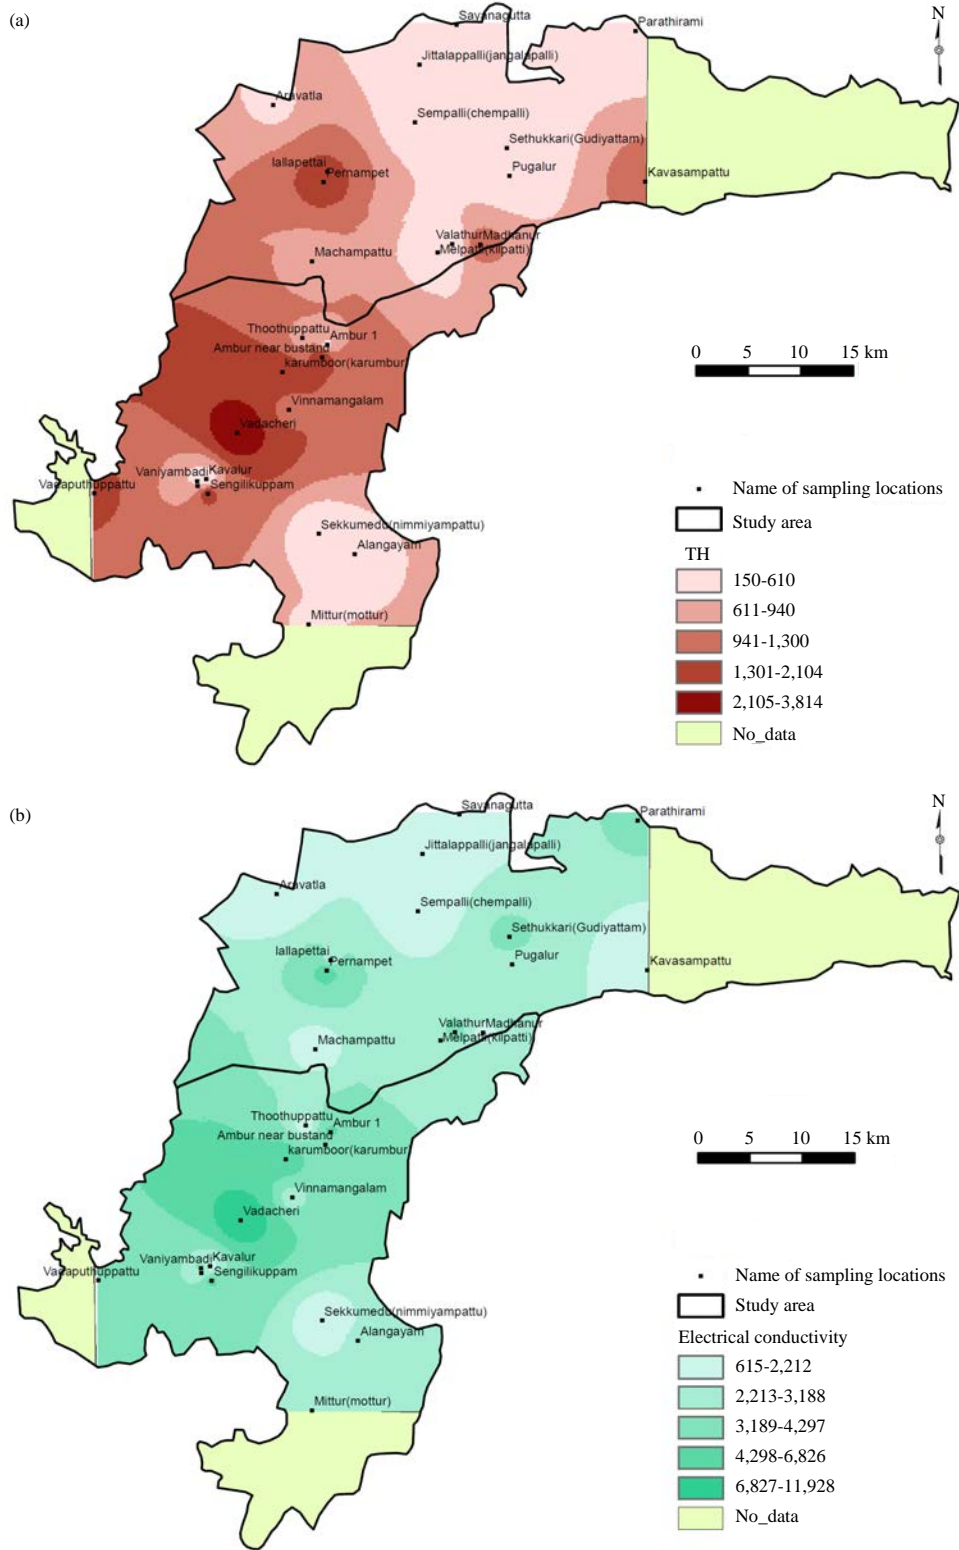 (a)
N
Sayanagutta
Parathirami
Jittalappalli(jangalapalli)
Aravatla
Sempalli(chempalli)
Sethukkari(Gudiyattam)
lallapettai
Pernampet
Pugalur
Kavasampattu
Valathur Madhanur
Machampattu
Melpatti(kilpatti)
Thoothuppattu
Ambur 1
Ambur near bustand
karumboor(karumbur
Vinnamangalam
Vadacheri
Vaniyambadi Kavalur
Sengilikuppam
Sekkumedu(nimmiyampattu)
Alangayam
Mittur(mottur)
0 5 10 15 km
Name of sampling locations
Study area
TH
150-610
611-940
941-1,300
1,301-2,104
2,105-3,814
No_data
(b)
N
Sayanagutta
Parathirami
Jittalappalli(jangalapalli)
Aravatla
Sempalli(chempalli)
Sethukkari(Gudiyattam)
lallapettai
Pernampet
Pugalur
Kavasampattu
Valathur Madhanur
Machampattu
Melpatti(kilpatti)
Thoothuppattu
Ambur 1
Ambur near bustand
karumboor(karumbur
Vinnamangalam
Vadacheri
Vaniyambadi Kavalur
Sengilikuppam
Sekkumedu(nimmiyampattu)
Alangayam
Mittur(mottur)
0 5 10 15 km
Name of sampling locations
Study area
Electrical conductivity
615-2,212
2,213-3,188
3,189-4,297
4,298-6,826
6,827-11,928
No_data